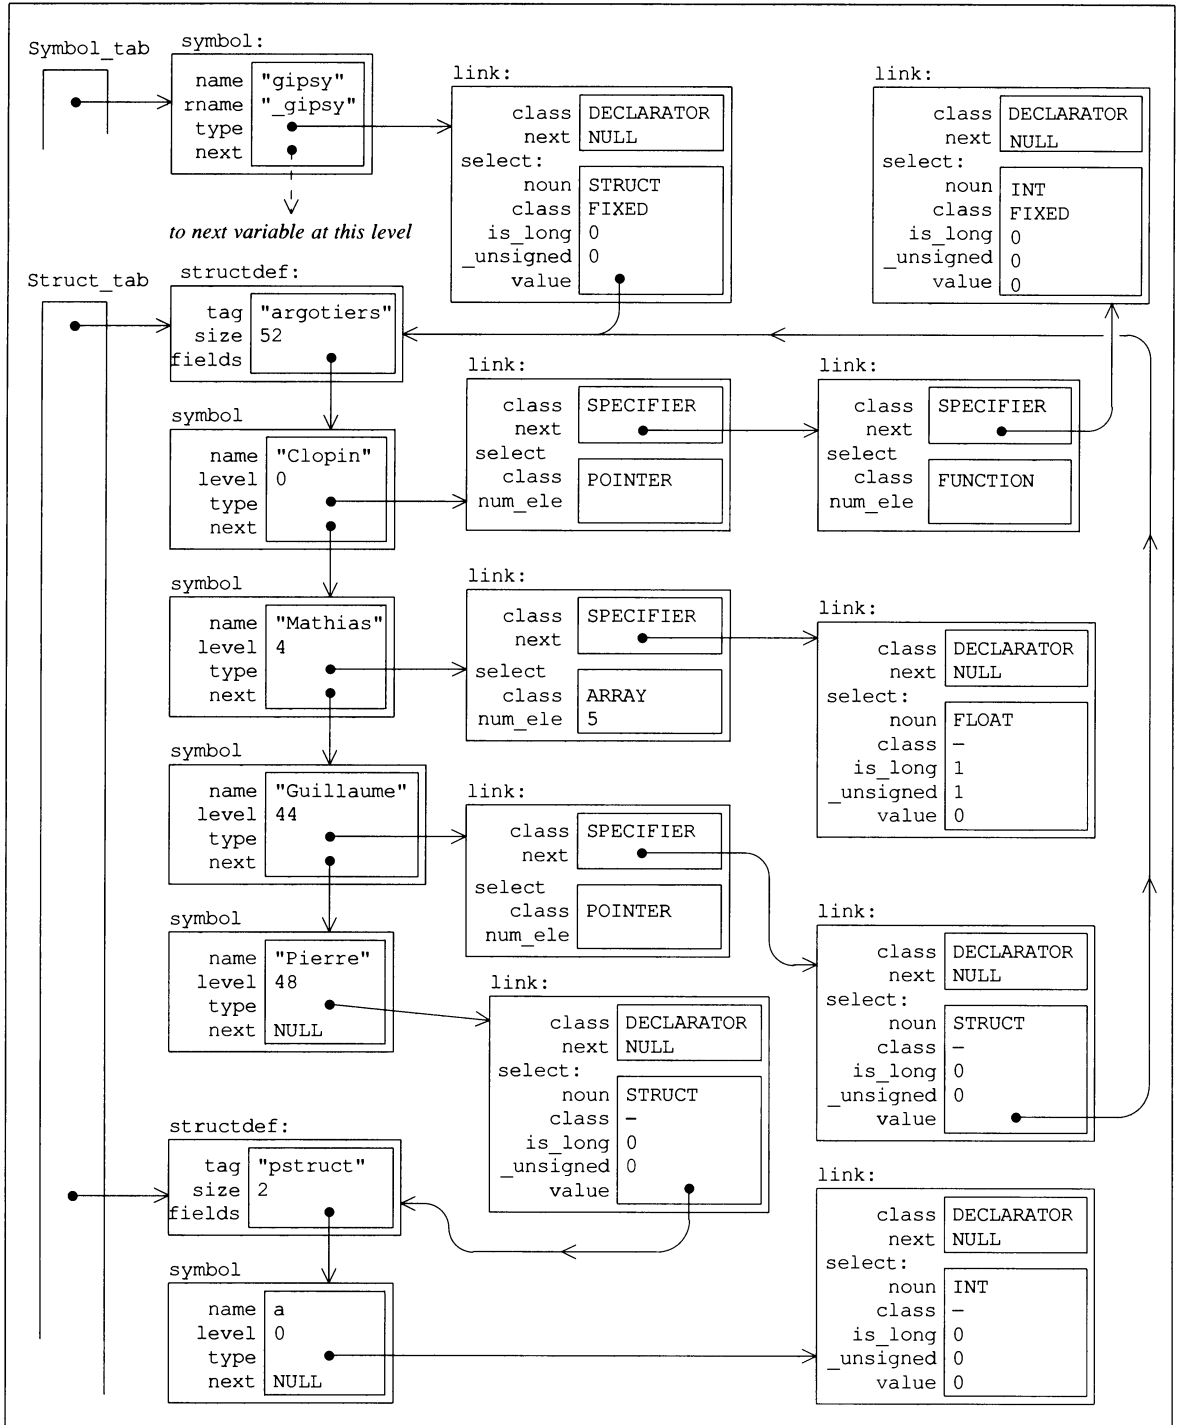 Symbol_tab
symbol:
name "gipsy"
rname "_gipsy"
type
next
to next variable at this level
link:
class DECLARATOR
next NULL
select:
noun STRUCT
class FIXED
is_long 0
_unsigned 0
value
link:
class DECLARATOR
next NULL
select:
noun INT
class FIXED
is_long 0
_unsigned 0
value 0
Struct_tab
structdef:
tag "argotiers"
size 52
fields
symbol
name "Clopin"
level 0
type
next
link:
class SPECIFIER
next
select
class POINTER
num_ele
link:
class SPECIFIER
next
select
class FUNCTION
num_ele
symbol
name "Mathias"
level 4
type
next
link:
class SPECIFIER
next
select
class ARRAY
num_ele 5
link:
class DECLARATOR
next NULL
select:
noun FLOAT
class –
is_long 1
_unsigned 1
value 0
symbol
name "Guillaume"
level 44
type
next
link:
class SPECIFIER
next
select
class POINTER
num_ele
link:
class DECLARATOR
next NULL
select:
noun STRUCT
class –
is_long 0
_unsigned 0
value
symbol
name "Pierre"
level 48
type
next NULL
link:
class DECLARATOR
next NULL
select:
noun STRUCT
class –
is_long 0
_unsigned 0
value
structdef:
tag "pstruct"
size 2
fields
symbol
name a
level 0
type
next NULL
link:
class DECLARATOR
next NULL
select:
noun INT
class –
is_long 0
_unsigned 0
value 0